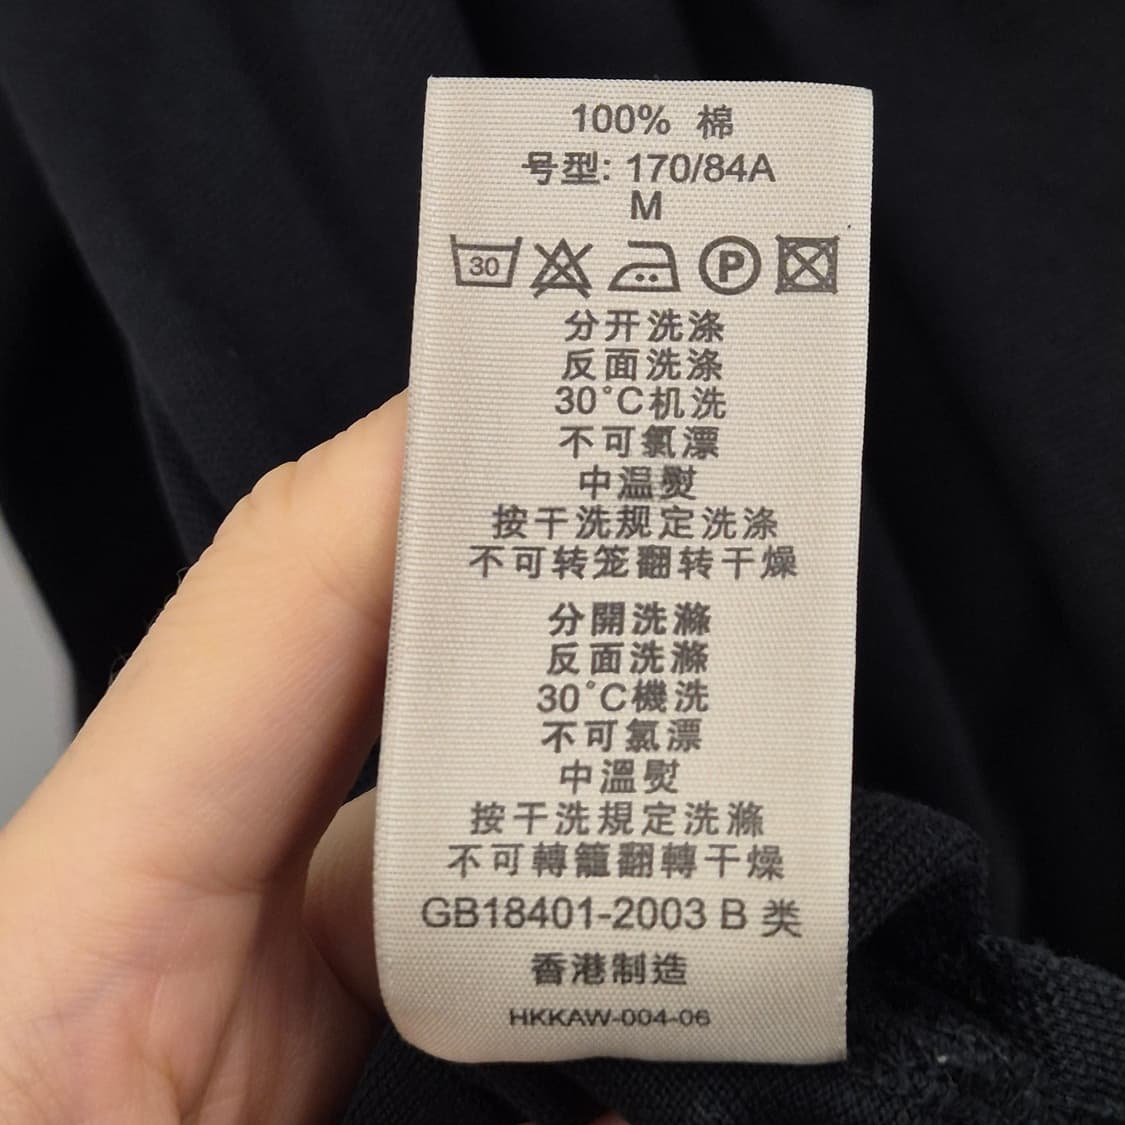 100% 棉
号型: 170/84A
M
30 P
分开洗涤
反面洗涤
30°C机洗
不可氯漂
中温熨
按干洗规定洗涤
不可转笼翻转干燥
分開洗滌
反面洗滌
30°C機洗
不可氯漂
中溫熨
按干洗規定洗滌
不可轉籠翻轉干燥
GB18401-2003 B 类
香港制造
HKKAW-004-06